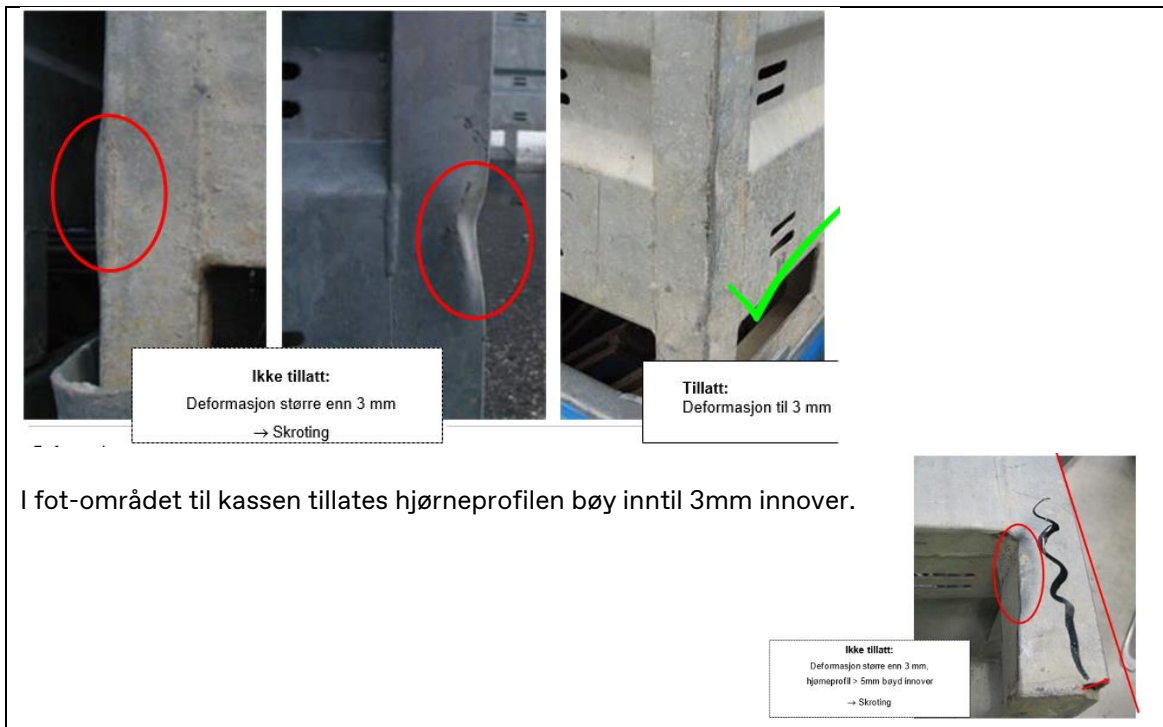 Ikke tillatt:
Deformasjon større enn 3 mm
→ Skroting
Tillatt:
Deformasjon til 3 mm
I fot-området til kassen tillates hjørneprofilen bøy inntil 3mm innover.
Ikke tillatt:
Deformasjon større enn 3 mm,
hjørneprofil > 5mm bøyd innover
→ Skroting